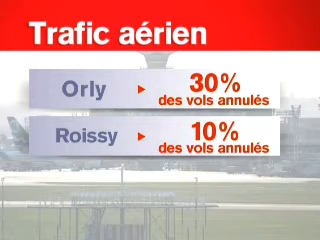 Trafic aérien
Orly
30%
des vols annulés
Roissy
10%
des vols annulés